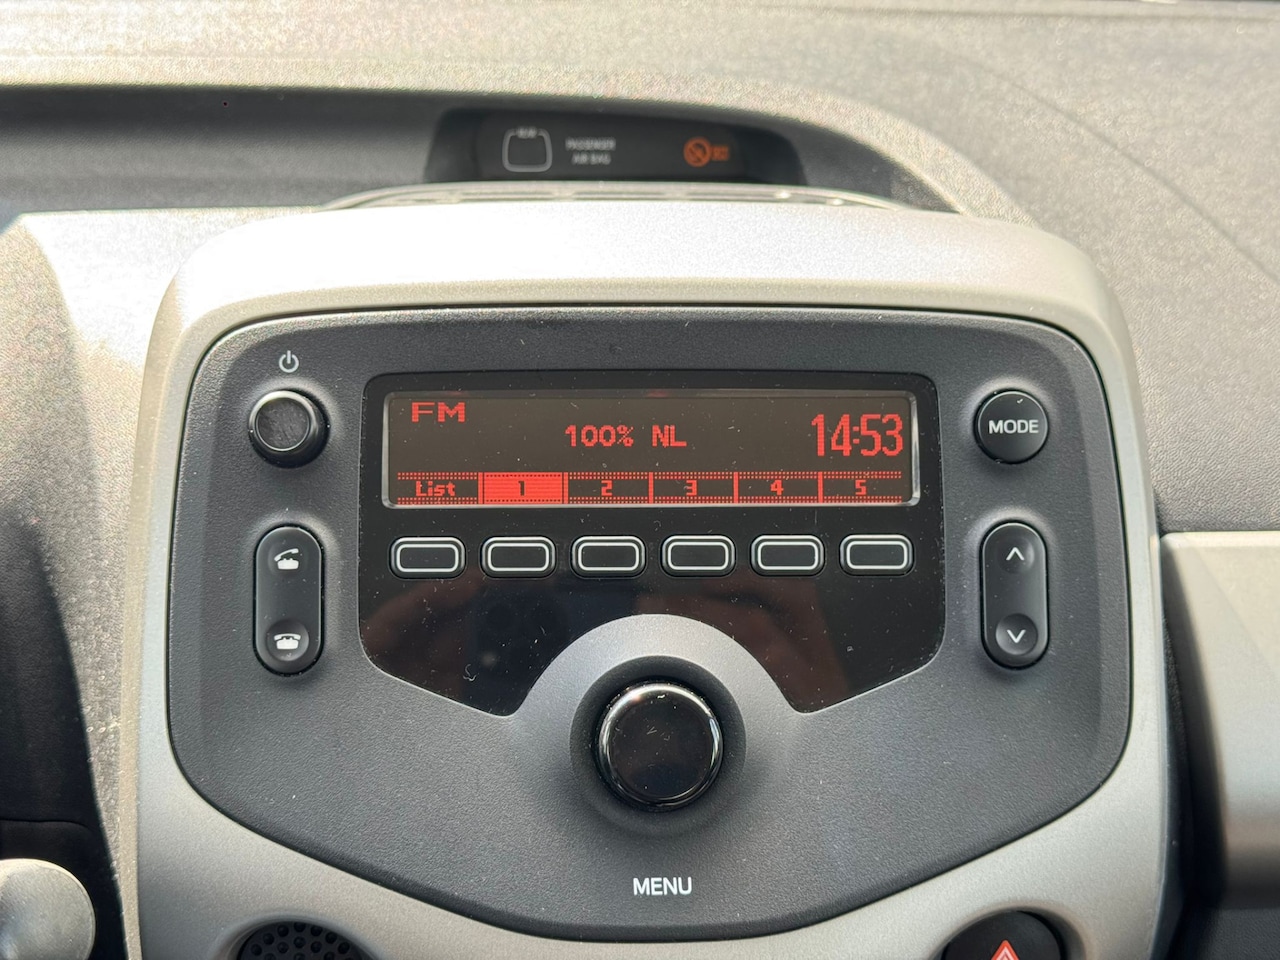 PASSENGER
AIR BAG
FM
100% NL
14:53
List 1 2 3 4 5
MODE
MENU